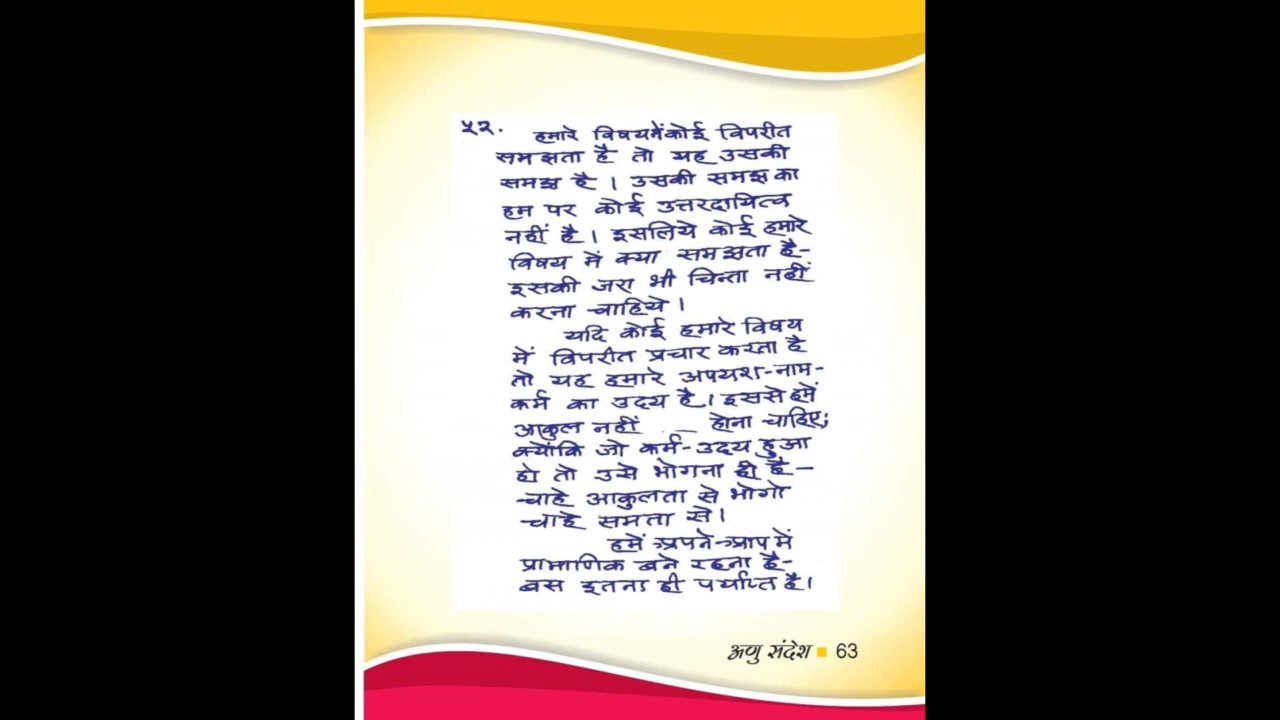 ५२. हमारे विषयमें कोई विपरीत
समझता है तो यह उसकी
समझ है। उसकी समझ का
हम पर कोई उत्तरदायित्व
नहीं है। इसलिये कोई हमारे
विषय में क्या समझता है-
इसकी जरा भी चिन्ता नहीं
करना चाहिये।
यदि कोई हमारे विषय
में विपरीत प्रचार करता है
तो यह हमारे अपयश-नाम-
कर्म का उदय है। इससे हमें
आकुल नहीं होना चाहिए;
क्योंकि जो कर्म-उदय हुआ
हो तो उसे भोगना ही है-
चाहे आकुलता से भोगो
चाहे समता से।
हमें अपने-आप में
प्रामाणिक बने रहना है-
बस इतना ही पर्याप्त है।
अणु संदेश ■ 63